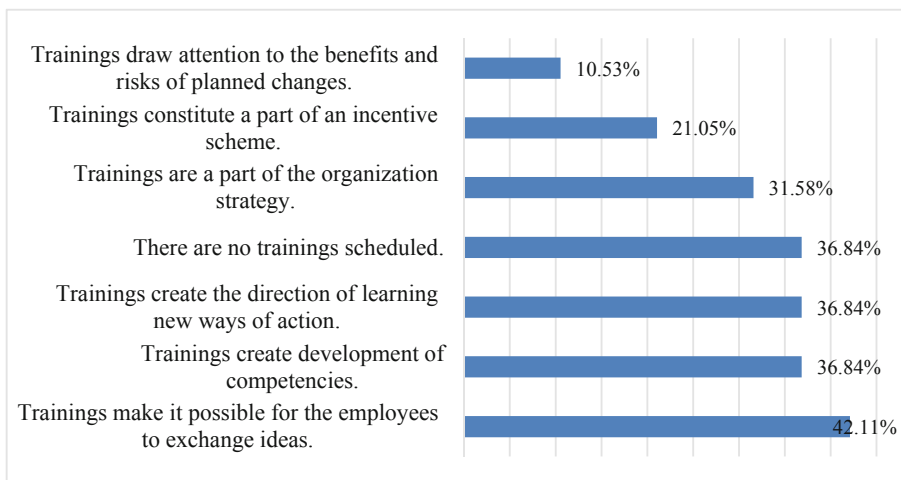 Trainings draw attention to the benefits and
risks of planned changes.
10.53%
Trainings constitute a part of an incentive
scheme.
21.05%
Trainings are a part of the organization
strategy.
31.58%
There are no trainings scheduled.
36.84%
Trainings create the direction of learning
new ways of action.
36.84%
Trainings create development of
competencies.
36.84%
Trainings make it possible for the employees
to exchange ideas.
42.11%